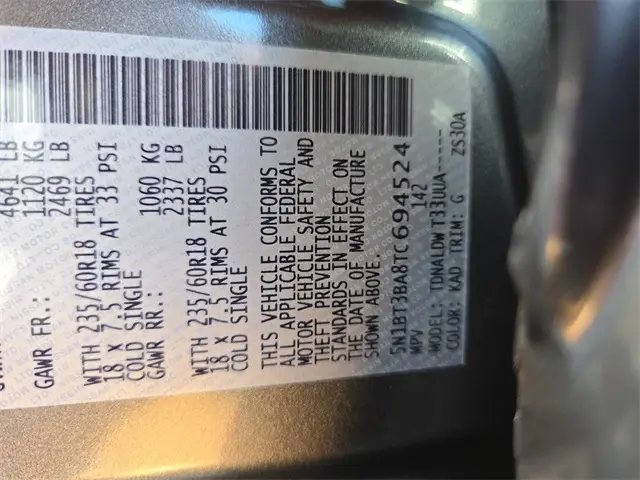 4641 LB
GAWR FR.: 1120 KG
2469 LB
WITH 235/60R18 TIRES
18 X 7.5 RIMS AT 33 PSI
COLD SINGLE
GAWR RR.: 1060 KG
2337 LB
WITH 235/60R18 TIRES
18 X 7.5 RIMS AT 30 PSI
COLD SINGLE
THIS VEHICLE CONFORMS TO
ALL APPLICABLE FEDERAL
MOTOR VEHICLE SAFETY AND
THEFT PREVENTION
STANDARDS IN EFFECT ON
THE DATE OF MANUFACTURE
SHOWN ABOVE.
5N1BT3BA8TC694524
MPV 142
MODEL: TDNALDW T33UUA-----
COLOR: KAD TRIM: G ZS30A